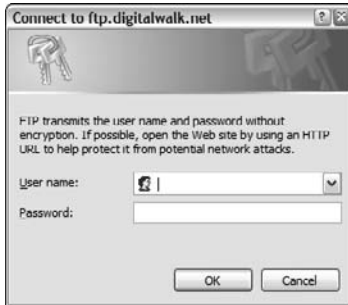 Connect to ftp.digitalwalk.net
FTP transmits the user name and password without
encryption. If possible, open the Web site by using an HTTP
URL to help protect it from potential network attacks.
User name:
Password:
OK
Cancel